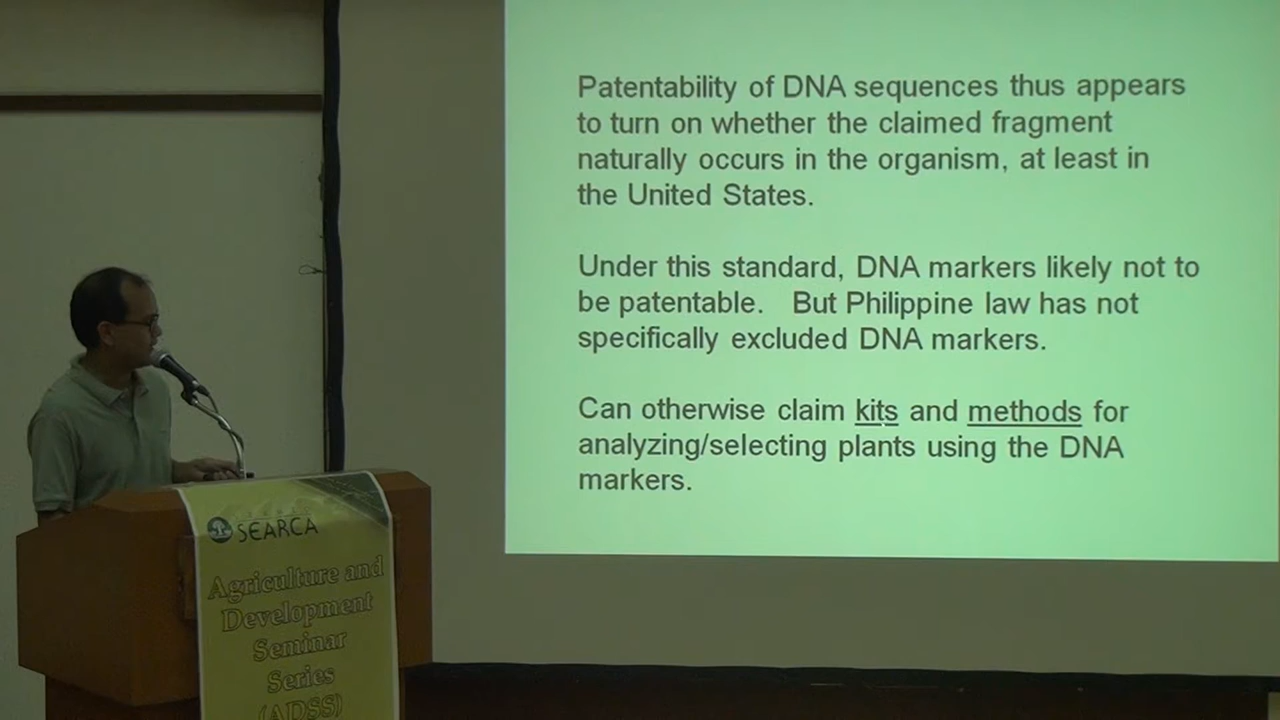 Patentability of DNA sequences thus appears
to turn on whether the claimed fragment
naturally occurs in the organism, at least in
the United States.
Under this standard, DNA markers likely not to
be patentable. But Philippine law has not
specifically excluded DNA markers.
Can otherwise claim kits and methods for
analyzing/selecting plants using the DNA
markers.
SEARCA
Agriculture and
Development
Seminar
Series
(ADSS)